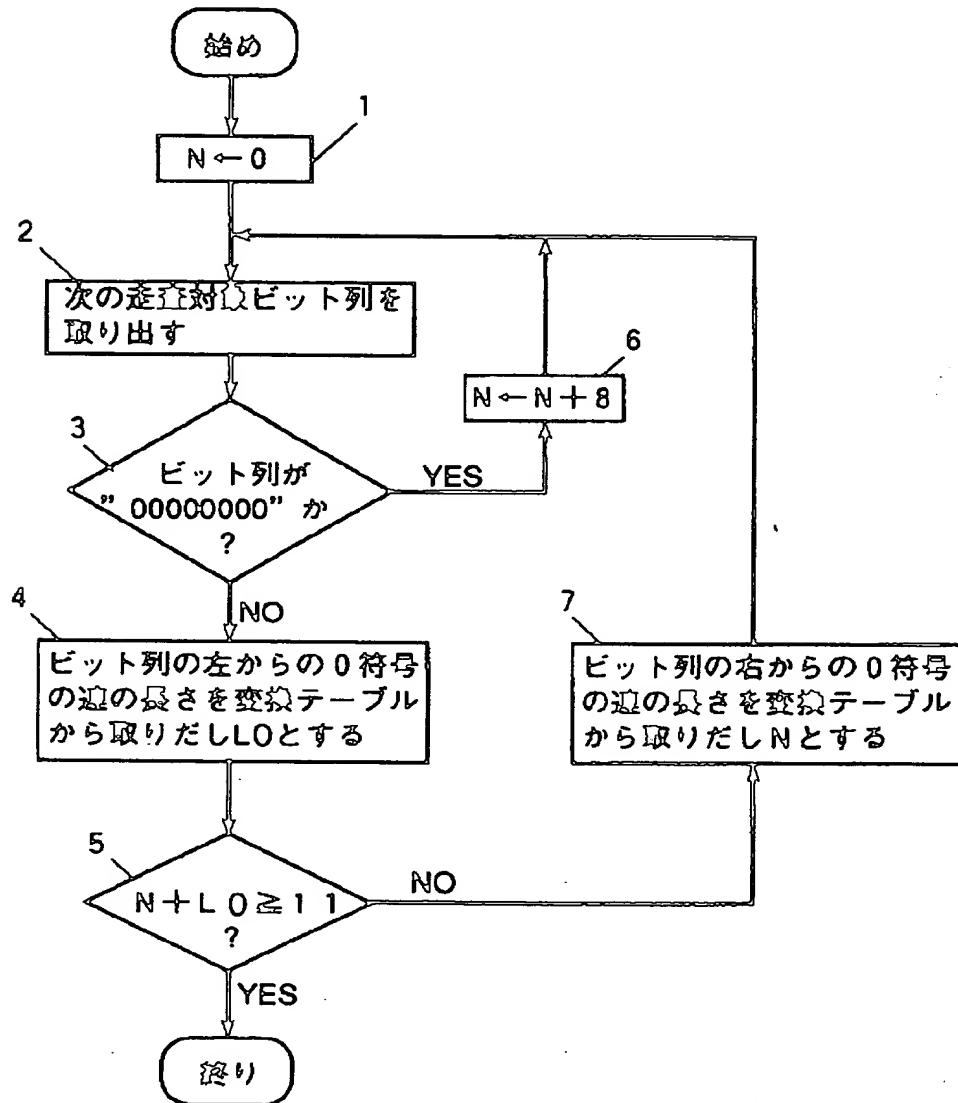 始め
1
N←0
2
次の走査対象ビット列を
取り出す
6
N←N+8
3
ビット列が
"00000000" か
?
YES
NO
4
ビット列の左からの0符号
の連の長さを変換テーブル
から取りだしL0とする
7
ビット列の右からの0符号
の連の長さを変換テーブル
から取りだしNとする
5
N+L0≧11
?
NO
YES
終り